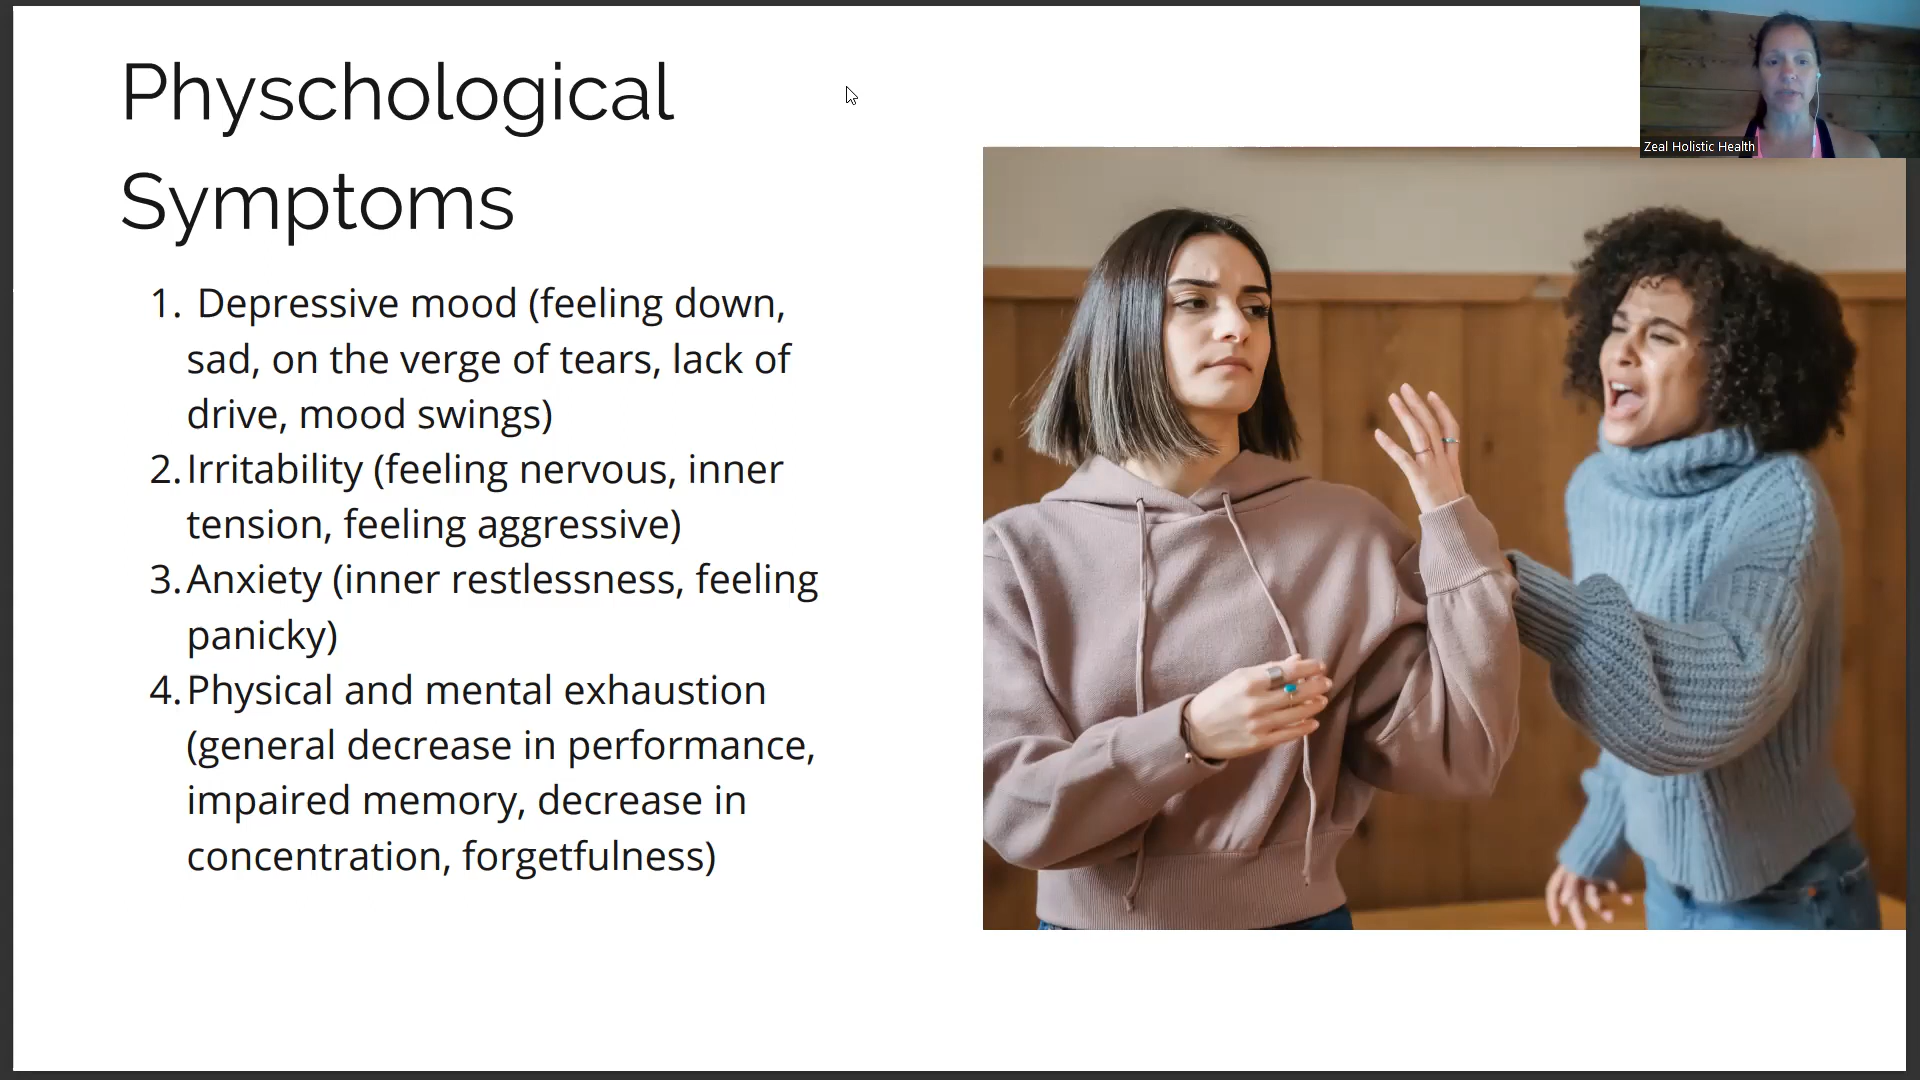 Physchological
Symptoms
1. Depressive mood (feeling down,
sad, on the verge of tears, lack of
drive, mood swings)
2. Irritability (feeling nervous, inner
tension, feeling aggressive)
3. Anxiety (inner restlessness, feeling
panicky)
4. Physical and mental exhaustion
(general decrease in performance,
impaired memory, decrease in
concentration, forgetfulness)
Zeal Holistic Health